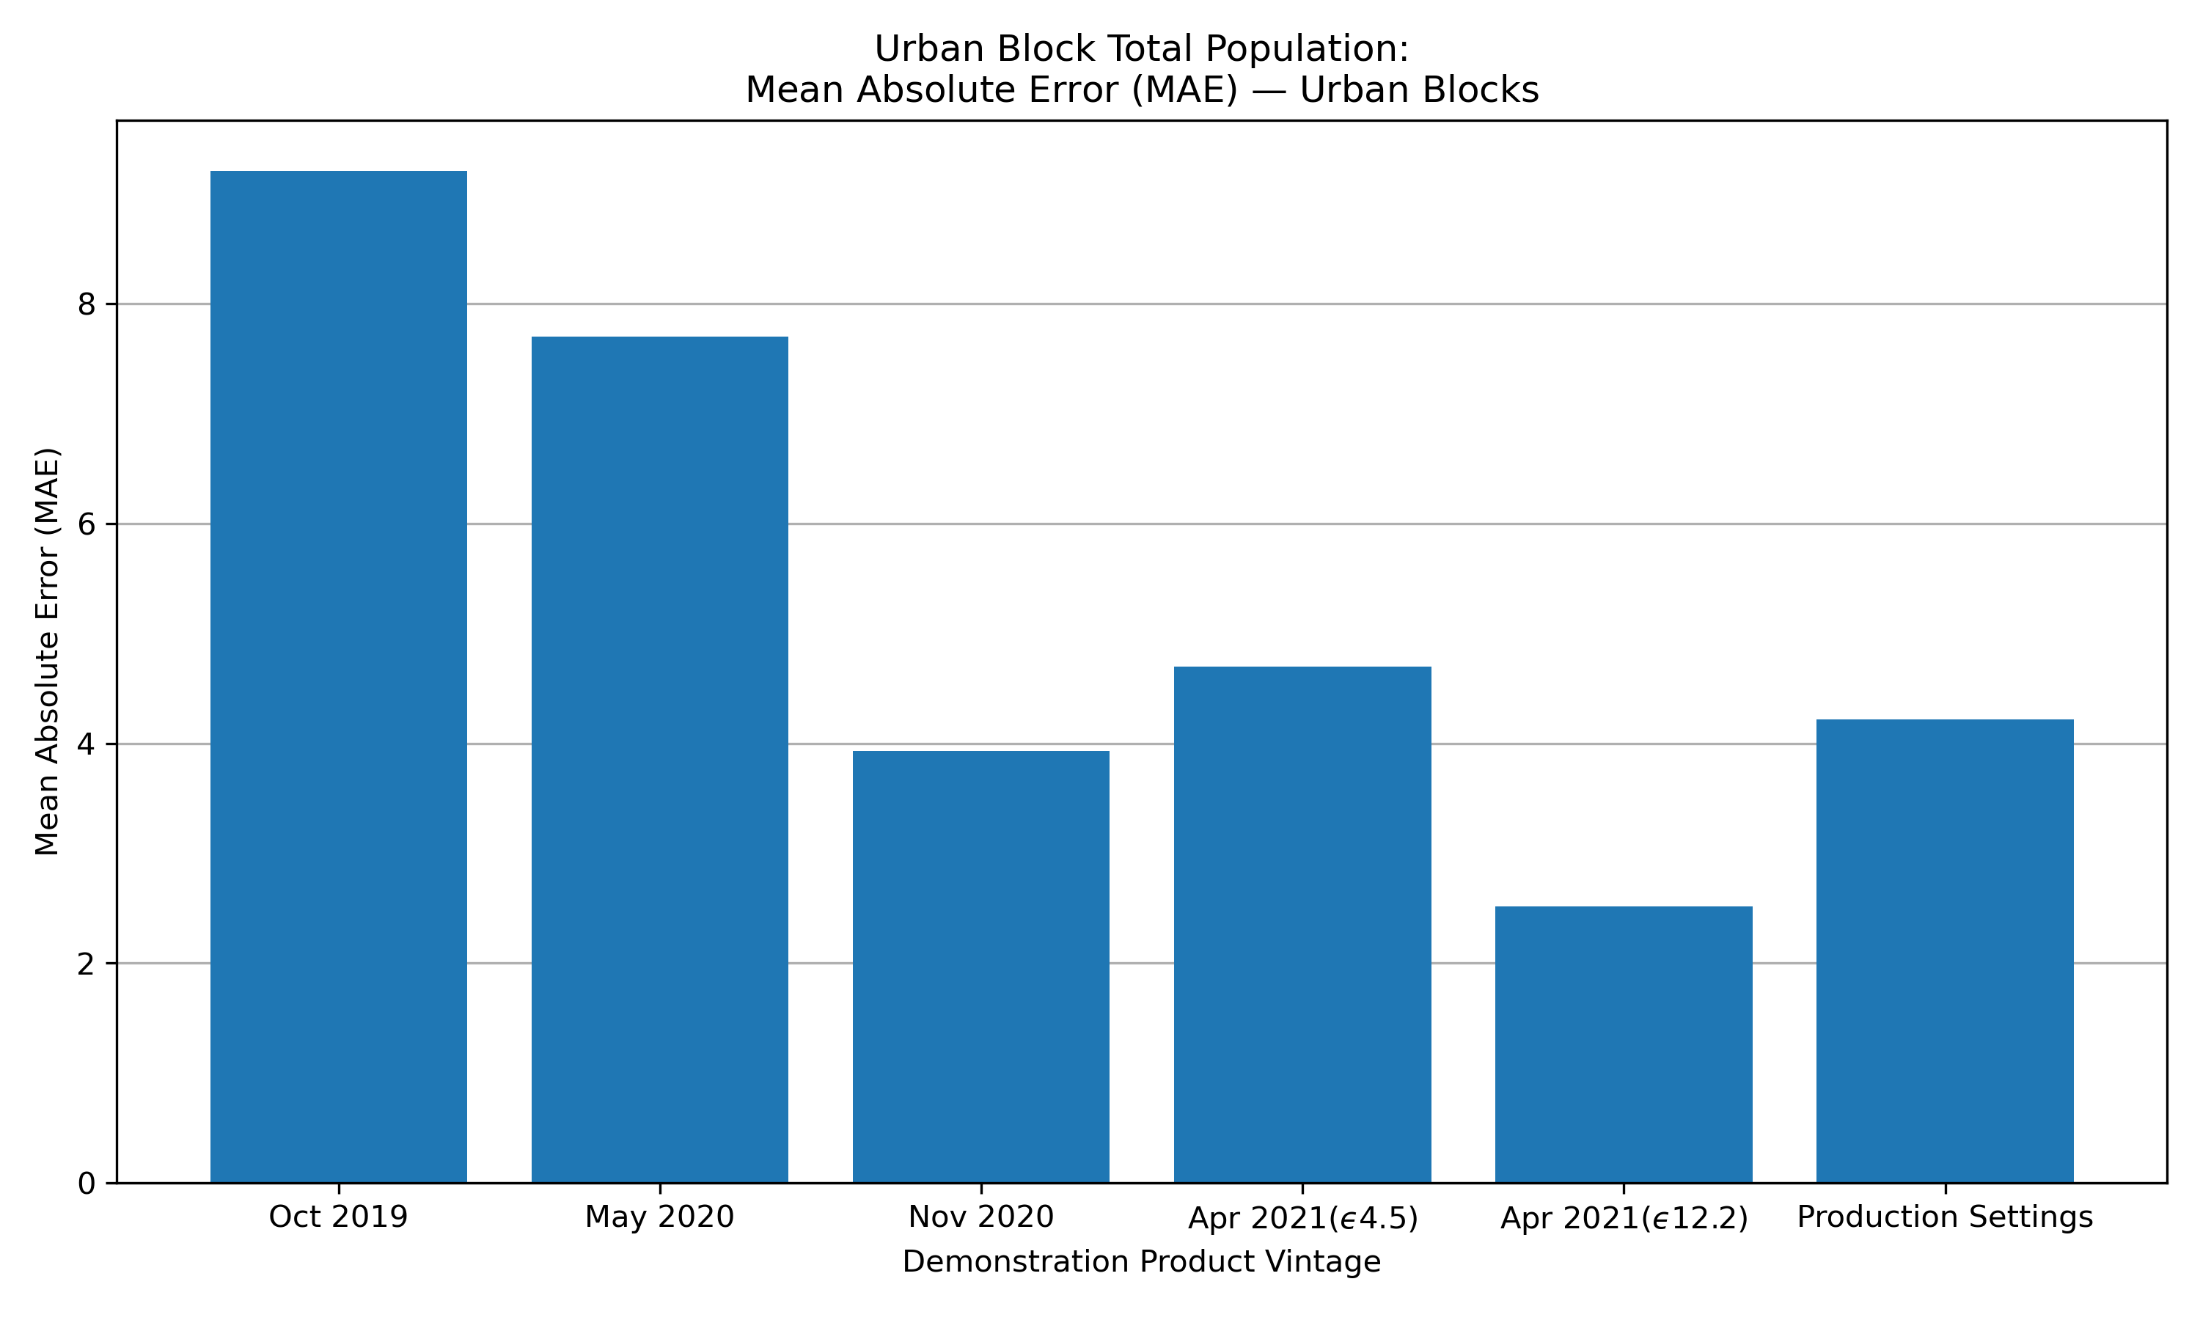 Urban Block Total Population:
Mean Absolute Error (MAE) — Urban Blocks
Mean Absolute Error (MAE)
8
6
4
2
0
Oct 2019
May 2020
Nov 2020
Apr 2021(ϵ4.5)
Apr 2021(ϵ12.2)
Production Settings
Demonstration Product Vintage